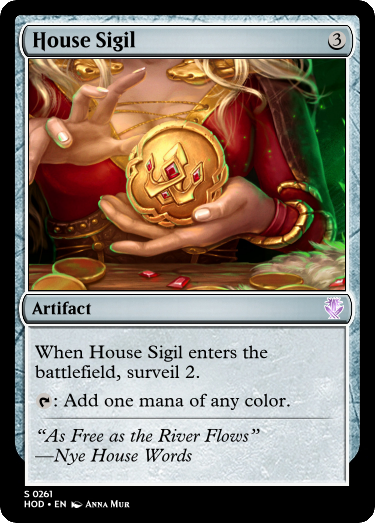 House Sigil
3
Artifact
When House Sigil enters the
battlefield, surveil 2.
: Add one mana of any color.
“As Free as the River Flows”
—Nye House Words
S 0261
HOD • EN Anna Mur